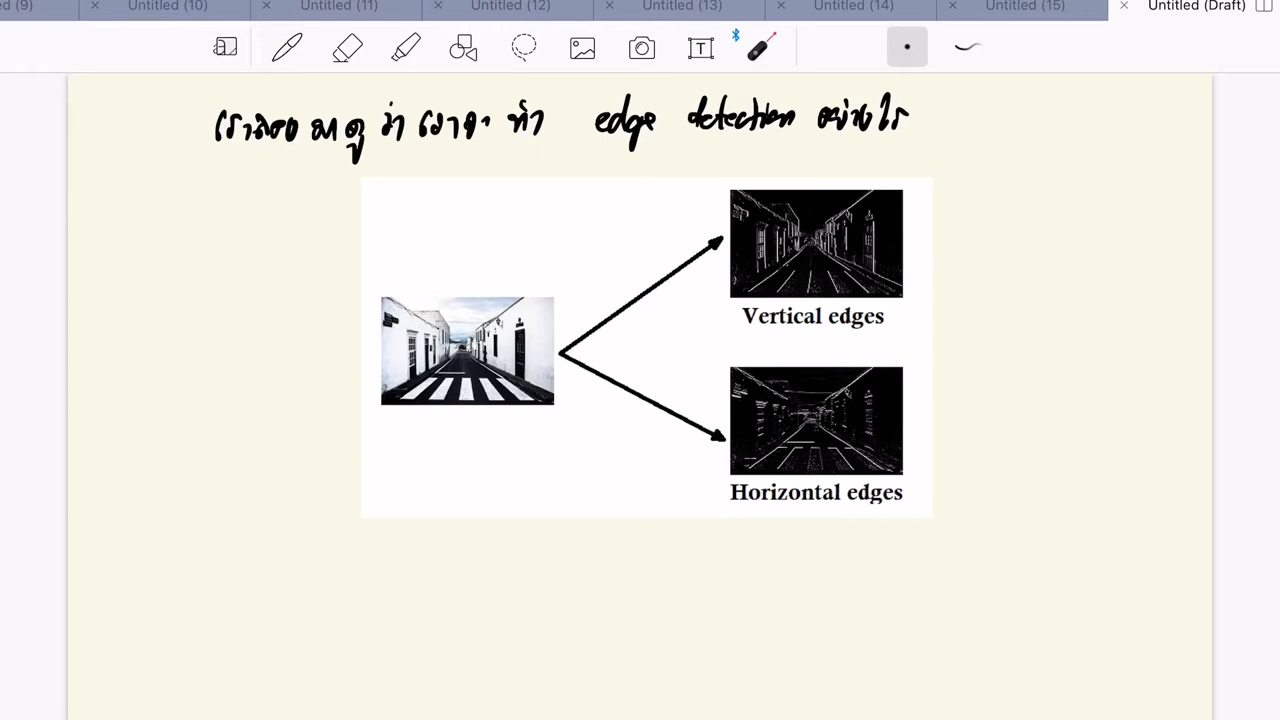 ed (9)
Untitled (10)
Untitled (11)
Untitled (12)
Untitled (13)
Untitled (14)
Untitled (15)
Untitled (Draft)
T
เราลองมาดูว่าเราจะทำ edge detection อย่างไร
Vertical edges
Horizontal edges